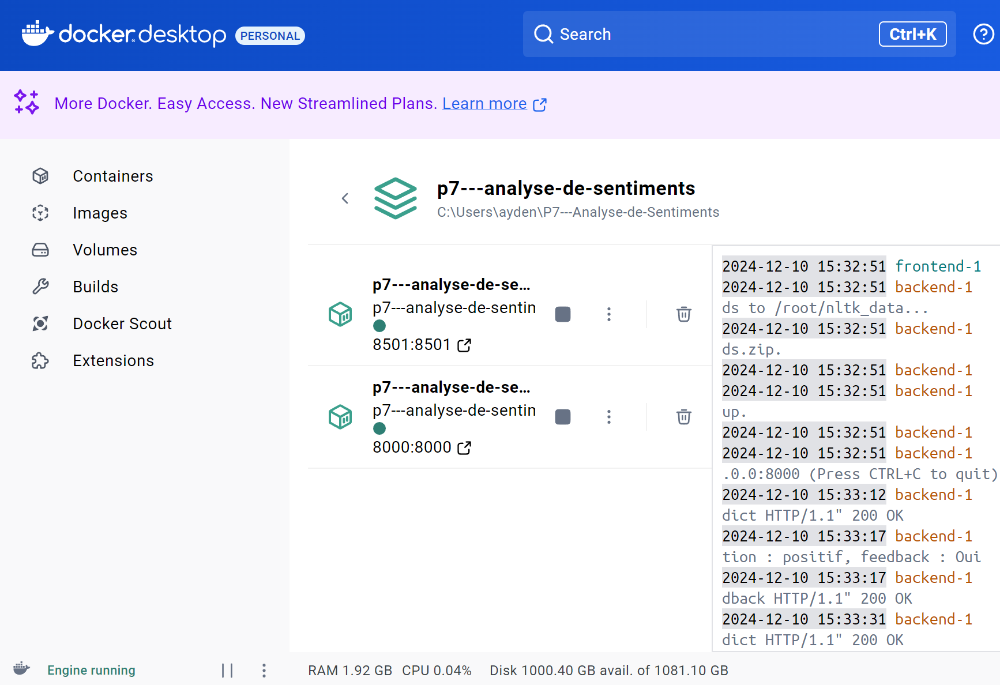 docker desktop PERSONAL
Search
Ctrl+K
More Docker. Easy Access. New Streamlined Plans. Learn more
Containers
Images
Volumes
Builds
Docker Scout
Extensions
p7---analyse-de-sentiments
C:\Users\ayden\P7---Analyse-de-Sentiments
p7---analyse-de-se...
p7---analyse-de-sentin
8501:8501
p7---analyse-de-se...
p7---analyse-de-sentin
8000:8000
2024-12-10 15:32:51 frontend-1
2024-12-10 15:32:51 backend-1
ds to /root/nltk_data...
2024-12-10 15:32:51 backend-1
ds.zip.
2024-12-10 15:32:51 backend-1
2024-12-10 15:32:51 backend-1
up.
2024-12-10 15:32:51 backend-1
2024-12-10 15:32:51 backend-1
.0.0:8000 (Press CTRL+C to quit)
2024-12-10 15:33:12 backend-1
dict HTTP/1.1" 200 OK
2024-12-10 15:33:17 backend-1
tion : positif, feedback : Oui
2024-12-10 15:33:17 backend-1
dback HTTP/1.1" 200 OK
2024-12-10 15:33:31 backend-1
dict HTTP/1.1" 200 OK
Engine running
RAM 1.92 GB CPU 0.04% Disk 1000.40 GB avail. of 1081.10 GB